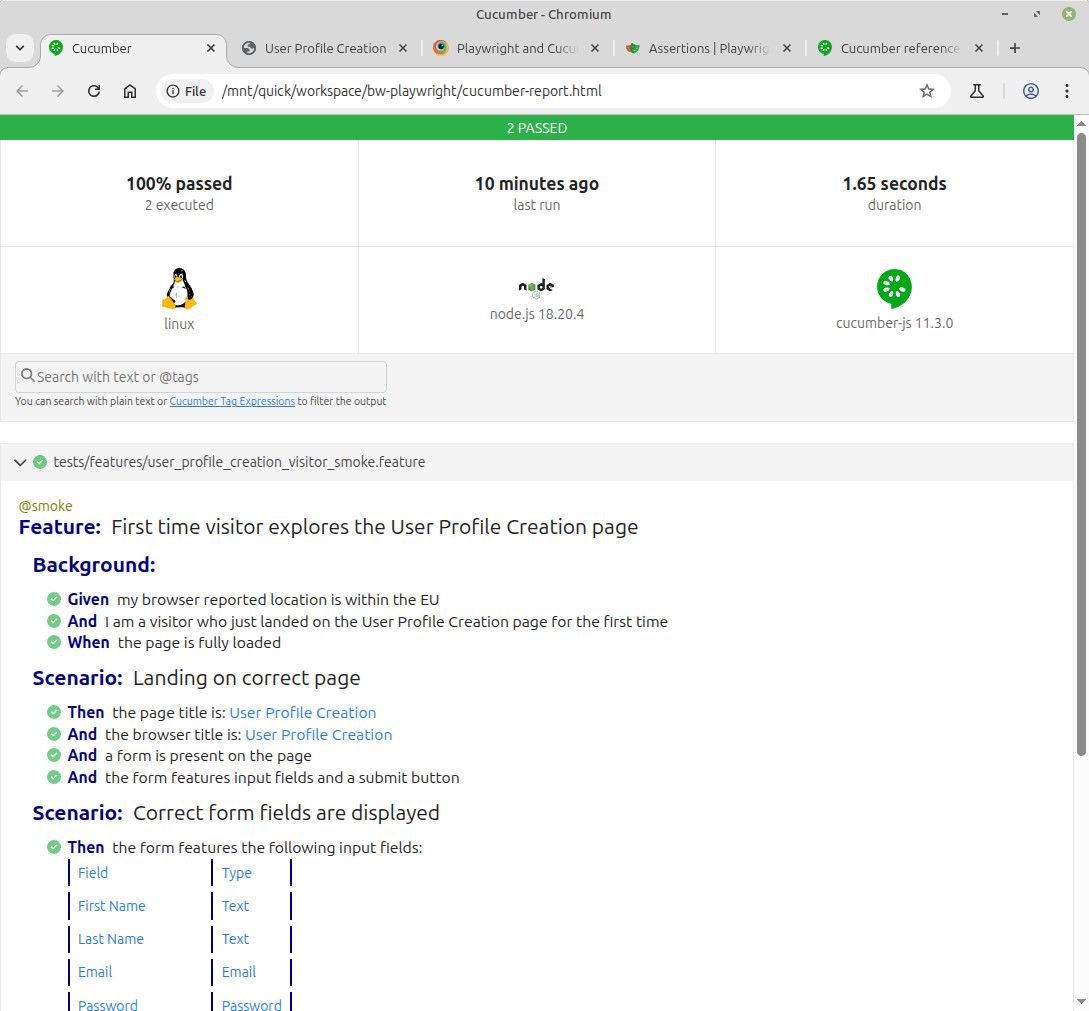 Cucumber - Chromium
Cucumber
User Profile Creation
Playwright and Cucu
Assertions | Playwrig
Cucumber reference
File
/mnt/quick/workspace/bw-playwright/cucumber-report.html
2 PASSED
100% passed
2 executed
10 minutes ago
last run
1.65 seconds
duration
linux
node
node.js 18.20.4
cucumber-js 11.3.0
Search with text or @tags
You can search with plain text or Cucumber Tag Expressions to filter the output
tests/features/user_profile_creation_visitor_smoke.feature
@smoke
Feature: First time visitor explores the User Profile Creation page
Background:
Given my browser reported location is within the EU
And I am a visitor who just landed on the User Profile Creation page for the first time
When the page is fully loaded
Scenario: Landing on correct page
Then the page title is: User Profile Creation
And the browser title is: User Profile Creation
And a form is present on the page
And the form features input fields and a submit button
Scenario: Correct form fields are displayed
Then the form features the following input fields:
Field Type
First Name Text
Last Name Text
Email Email
Password Password